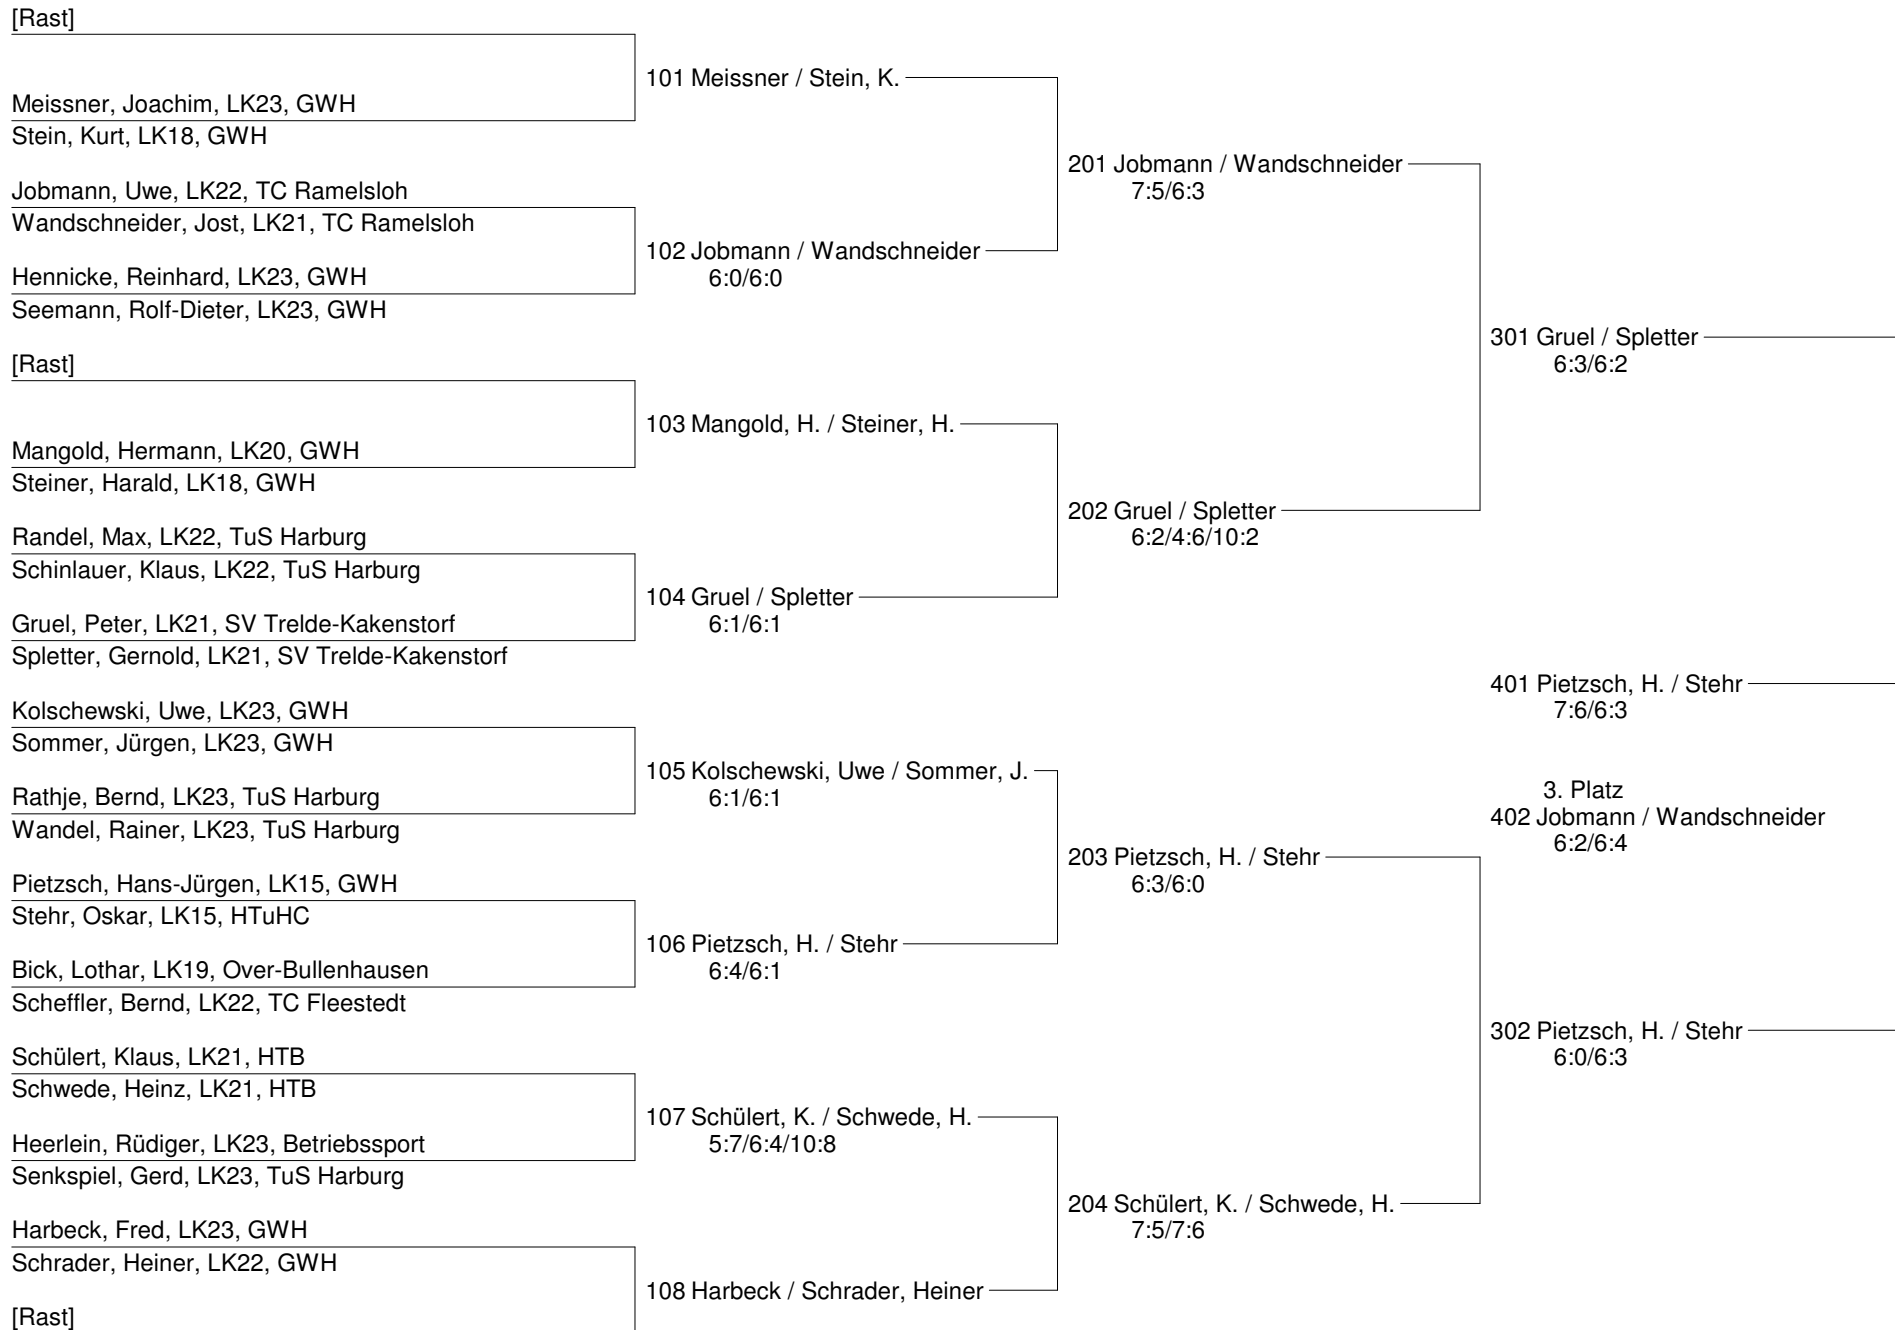 [Rast]
Meissner, Joachim, LK23, GWH
Stein, Kurt, LK18, GWH
Jobmann, Uwe, LK22, TC Ramelsloh
Wandschneider, Jost, LK21, TC Ramelsloh
Hennicke, Reinhard, LK23, GWH
Seemann, Rolf-Dieter, LK23, GWH
[Rast]
Mangold, Hermann, LK20, GWH
Steiner, Harald, LK18, GWH
Randel, Max, LK22, TuS Harburg
Schinlauer, Klaus, LK22, TuS Harburg
Gruel, Peter, LK21, SV Trelde-Kakenstorf
Spletter, Gernold, LK21, SV Trelde-Kakenstorf
Kolschewski, Uwe, LK23, GWH
Sommer, Jürgen, LK23, GWH
Rathje, Bernd, LK23, TuS Harburg
Wandel, Rainer, LK23, TuS Harburg
Pietzsch, Hans-Jürgen, LK15, GWH
Stehr, Oskar, LK15, HTuHC
Bick, Lothar, LK19, Over-Bullenhausen
Scheffler, Bernd, LK22, TC Fleestedt
Schülert, Klaus, LK21, HTB
Schwede, Heinz, LK21, HTB
Heerlein, Rüdiger, LK23, Betriebssport
Senkspiel, Gerd, LK23, TuS Harburg
Harbeck, Fred, LK23, GWH
Schrader, Heiner, LK22, GWH
[Rast]
101 Meissner / Stein, K.
102 Jobmann / Wandschneider
6:0/6:0
103 Mangold, H. / Steiner, H.
104 Gruel / Spletter
6:1/6:1
105 Kolschewski, Uwe / Sommer, J.
6:1/6:1
106 Pietzsch, H. / Stehr
6:4/6:1
107 Schülert, K. / Schwede, H.
5:7/6:4/10:8
108 Harbeck / Schrader, Heiner
201 Jobmann / Wandschneider
7:5/6:3
202 Gruel / Spletter
6:2/4:6/10:2
203 Pietzsch, H. / Stehr
6:3/6:0
204 Schülert, K. / Schwede, H.
7:5/7:6
301 Gruel / Spletter
6:3/6:2
401 Pietzsch, H. / Stehr
7:6/6:3
3. Platz
402 Jobmann / Wandschneider
6:2/6:4
302 Pietzsch, H. / Stehr
6:0/6:3